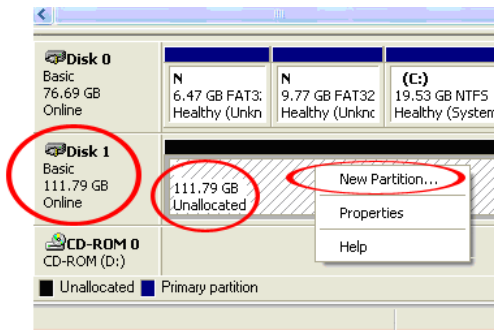 Disk 0
Basic
76.69 GB
Online
N
6.47 GB FAT32
Healthy (Unkn
N
9.77 GB FAT32
Healthy (Unknc
(C:)
19.53 GB NTFS
Healthy (System
Disk 1
Basic
111.79 GB
Online
111.79 GB
Unallocated
New Partition...
Properties
Help
CD-ROM 0
CD-ROM (D:)
Unallocated Primary partition